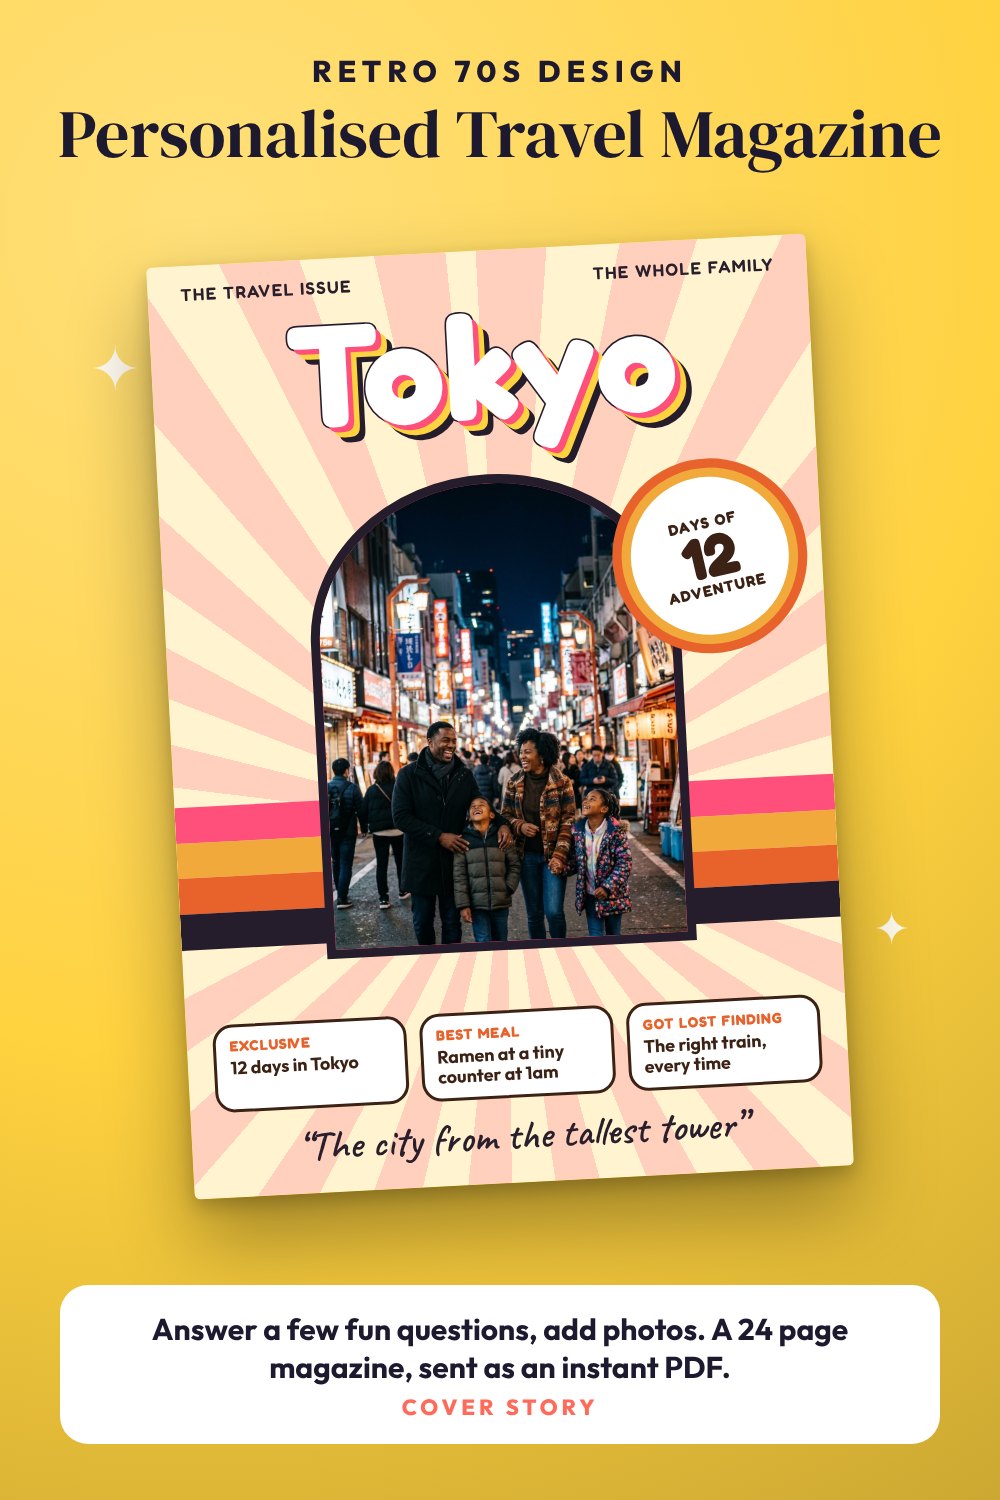 RETRO 70S DESIGN
Personalised Travel Magazine
THE TRAVEL ISSUE
THE WHOLE FAMILY
Tokyo
DAYS OF
12
ADVENTURE
EXCLUSIVE
12 days in Tokyo
BEST MEAL
Ramen at a tiny
counter at 1am
GOT LOST FINDING
The right train,
every time
“The city from the tallest tower”
Answer a few fun questions, add photos. A 24 page
magazine, sent as an instant PDF.
COVER STORY